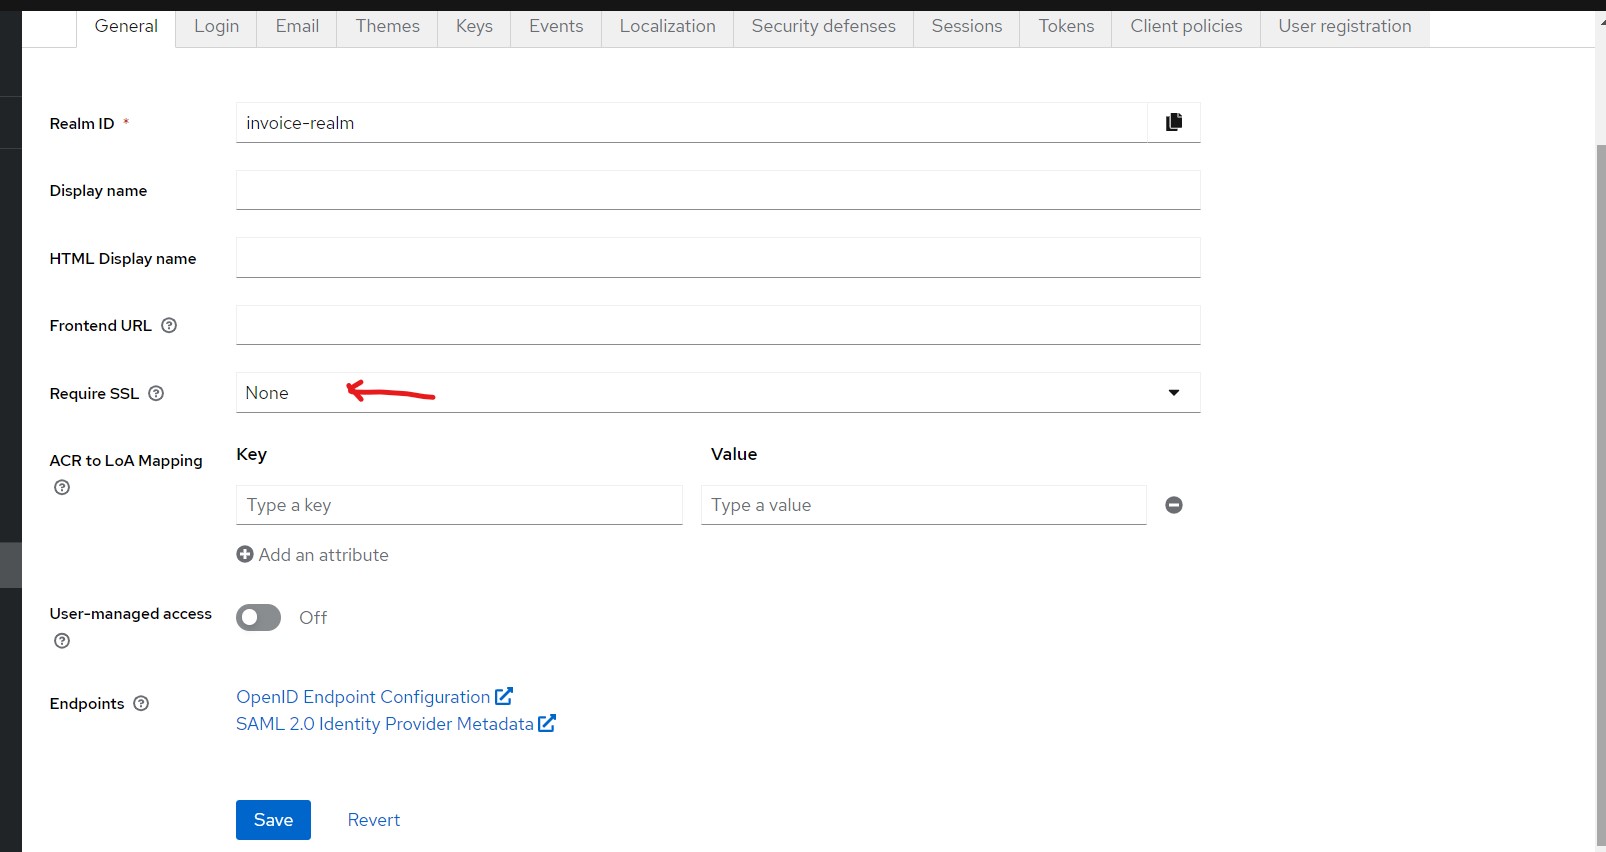 General Login Email Themes Keys Events Localization Security defenses Sessions Tokens Client policies User registration
Realm ID * invoice-realm
Display name
HTML Display name
Frontend URL
Require SSL None
ACR to LoA Mapping Key Value
Type a key Type a value
Add an attribute
User-managed access Off
Endpoints OpenID Endpoint Configuration
SAML 2.0 Identity Provider Metadata
Save Revert